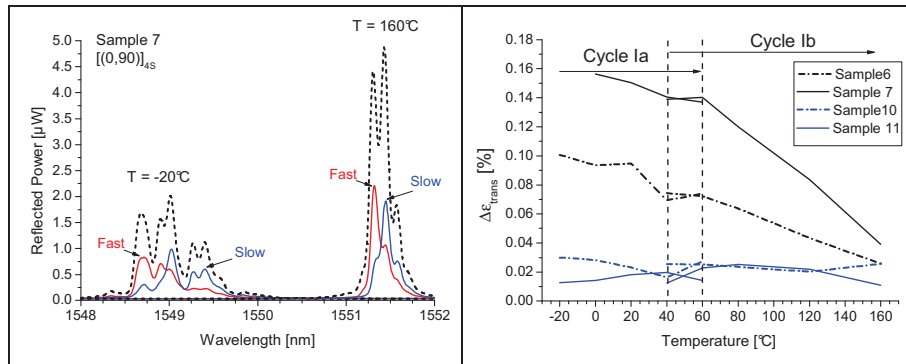 Sample 7
[(0,90)]4S
T = 160℃
T = -20℃
Fast
Slow
Fast
Slow
Reflected Power [µW]
5.0
4.5
4.0
3.5
3.0
2.5
2.0
1.5
1.0
0.5
0.0
1548
1549
1550
1551
1552
Wavelength [nm]
Cycle Ia
Cycle Ib
Sample6
Sample 7
Sample10
Sample 11
Δεtrans [%]
0.18
0.16
0.14
0.12
0.10
0.08
0.06
0.04
0.02
0.00
-20
0
20
40
60
80
100
120
140
160
Temperature [℃]